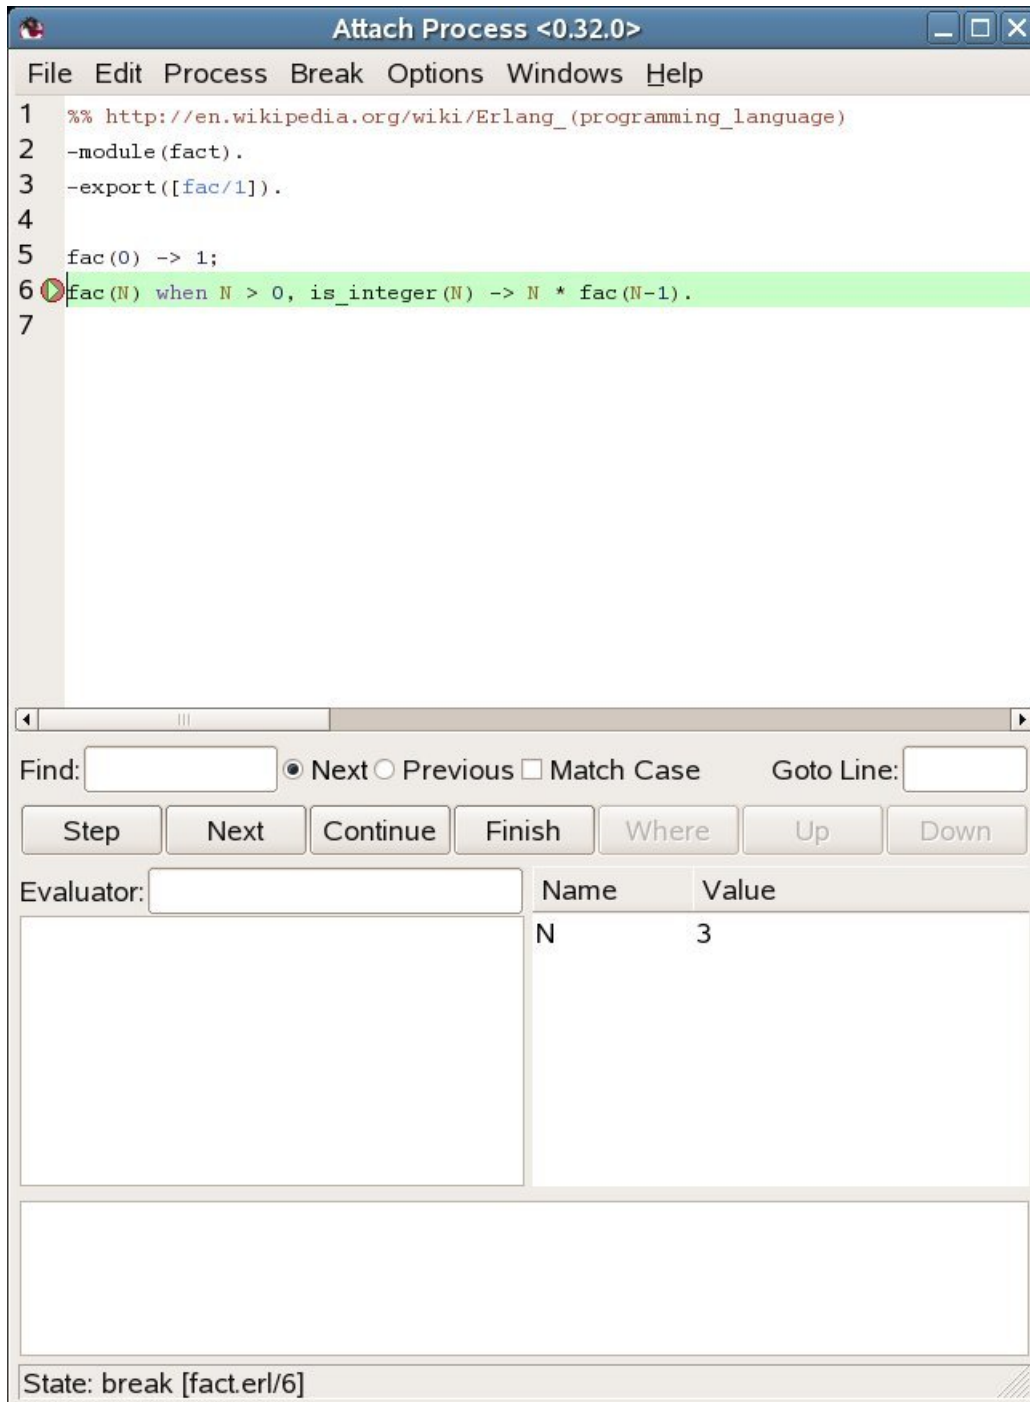 Attach Process <0.32.0>
File Edit Process Break Options Windows Help
1 %% http://en.wikipedia.org/wiki/Erlang_(programming_language)
2 -module(fact).
3 -export([fac/1]).
4
5 fac(0) -> 1;
6 fac(N) when N > 0, is_integer(N) -> N * fac(N-1).
7
Find: Next Previous Match Case Goto Line:
Step Next Continue Finish Where Up Down
Evaluator: Name Value
N 3
State: break [fact.erl/6]